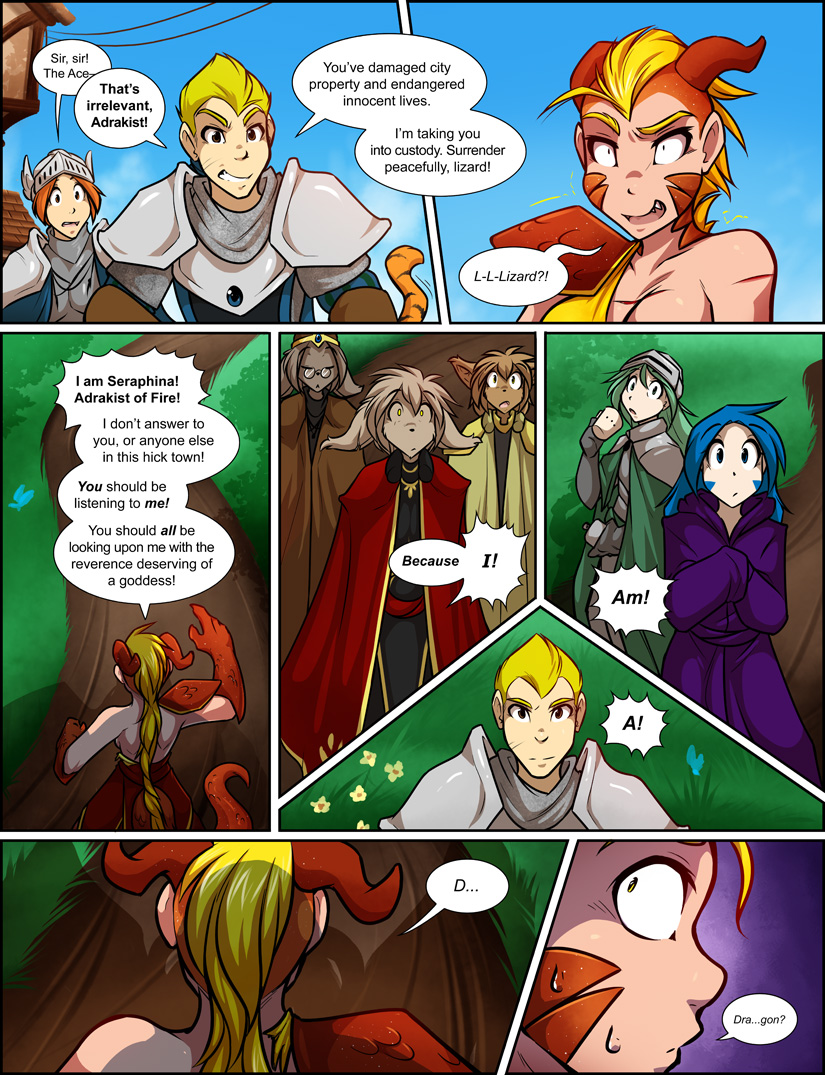 Sir, sir!
The Ace–
That's
irrelevant,
Adrakist!
You've damaged city
property and endangered
innocent lives.
I'm taking you
into custody. Surrender
peacefully, lizard!
L-L-Lizard?!
I am Seraphina!
Adrakist of Fire!
I don't answer to
you, or anyone else
in this hick town!
You should be
listening to me!
You should all be
looking upon me with the
reverence deserving of
a goddess!
Because
I!
Am!
A!
D...
Dra...gon?